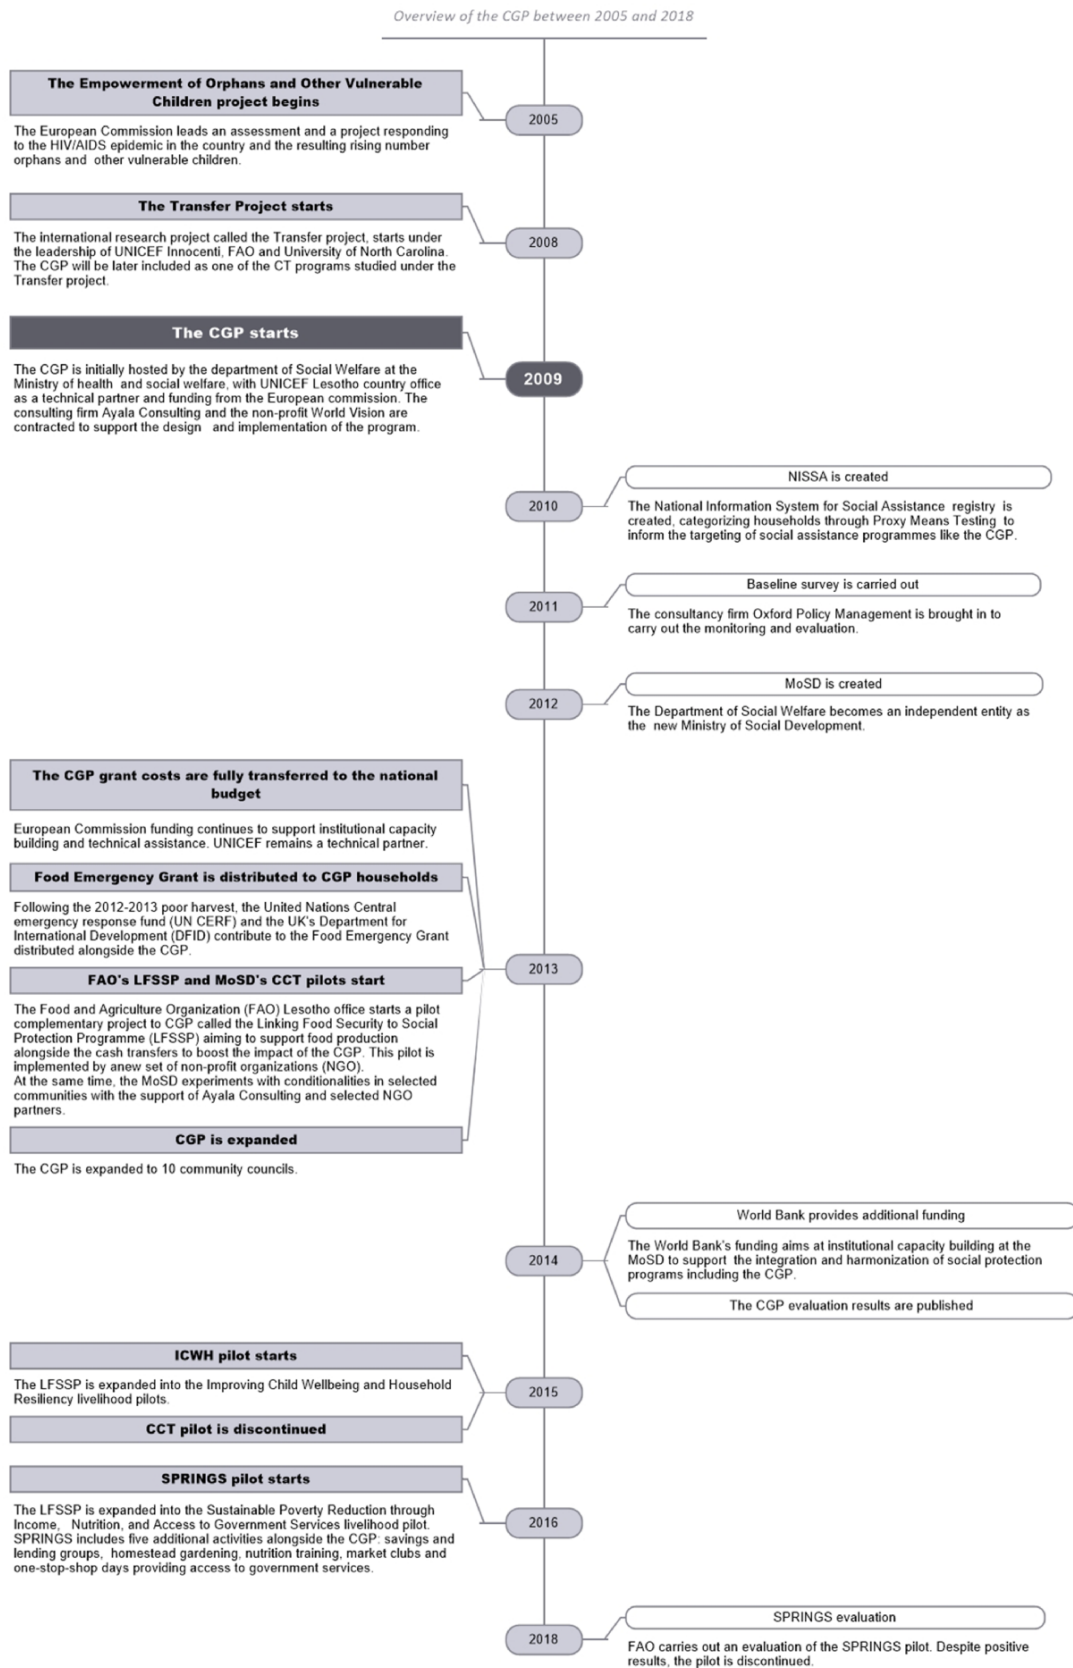 Overview of the CGP between 2005 and 2018
The Empowerment of Orphans and Other Vulnerable
Children project begins
2005
The European Commission leads an assessment and a project responding
to the HIV/AIDS epidemic in the country and the resulting rising number
orphans and other vulnerable children.
The Transfer Project starts
2008
The international research project called the Transfer project, starts under
the leadership of UNICEF Innocenti, FAO and University of North Carolina.
The CGP will be later included as one of the CT programs studied under the
Transfer project.
The CGP starts
2009
The CGP is initially hosted by the department of Social Welfare at the
Ministry of health and social welfare, with UNICEF Lesotho country office
as a technical partner and funding from the European commission. The
consulting firm Ayala Consulting and the non-profit World Vision are
contracted to support the design and implementation of the program.
2010
NISSA is created
The National Information System for Social Assistance registry is
created, categorizing households through Proxy Means Testing to
inform the targeting of social assistance programmes like the CGP.
2011
Baseline survey is carried out
The consultancy firm Oxford Policy Management is brought in to
carry out the monitoring and evaluation.
2012
MoSD is created
The Department of Social Welfare becomes an independent entity as
the new Ministry of Social Development.
The CGP grant costs are fully transferred to the national
budget
European Commission funding continues to support institutional capacity
building and technical assistance. UNICEF remains a technical partner.
Food Emergency Grant is distributed to CGP households
Following the 2012-2013 poor harvest, the United Nations Central
emergency response fund (UN CERF) and the UK's Department for
International Development (DFID) contribute to the Food Emergency Grant
distributed alongside the CGP.
2013
FAO's LFSSP and MoSD's CCT pilots start
The Food and Agriculture Organization (FAO) Lesotho office starts a pilot
complementary project to CGP called the Linking Food Security to Social
Protection Programme (LFSSP) aiming to support food production
alongside the cash transfers to boost the impact of the CGP. This pilot is
implemented by anew set of non-profit organizations (NGO).
At the same time, the MoSD experiments with conditionalities in selected
communities with the support of Ayala Consulting and selected NGO
partners.
CGP is expanded
The CGP is expanded to 10 community councils.
2014
World Bank provides additional funding
The World Bank's funding aims at institutional capacity building at the
MoSD to support the integration and harmonization of social protection
programs including the CGP.
The CGP evaluation results are published
ICWH pilot starts
The LFSSP is expanded into the Improving Child Wellbeing and Household
Resiliency livelihood pilots.
2015
CCT pilot is discontinued
SPRINGS pilot starts
2016
The LFSSP is expanded into the Sustainable Poverty Reduction through
Income, Nutrition, and Access to Government Services livelihood pilot.
SPRINGS includes five additional activities alongside the CGP: savings and
lending groups, homestead gardening, nutrition training, market clubs and
one-stop-shop days providing access to government services.
2018
SPRINGS evaluation
FAO carries out an evaluation of the SPRINGS pilot. Despite positive
results, the pilot is discontinued.